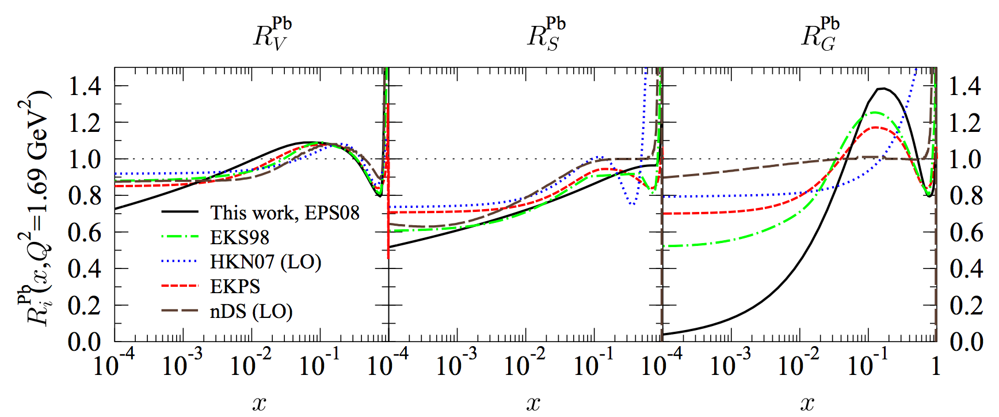 R_V^Pb R_S^Pb R_G^Pb
R_i^Pb(x,Q²=1.69 GeV²)
1.4 1.4
1.2 1.2
1.0 1.0
0.8 0.8
0.6 0.6
0.4 0.4
0.2 0.2
0.0 0.0
This work, EPS08
EKS98
HKN07 (LO)
EKPS
nDS (LO)
10⁻⁴ 10⁻³ 10⁻² 10⁻¹ 10⁻⁴ 10⁻³ 10⁻² 10⁻¹ 10⁻⁴ 10⁻³ 10⁻² 10⁻¹ 1
x x x